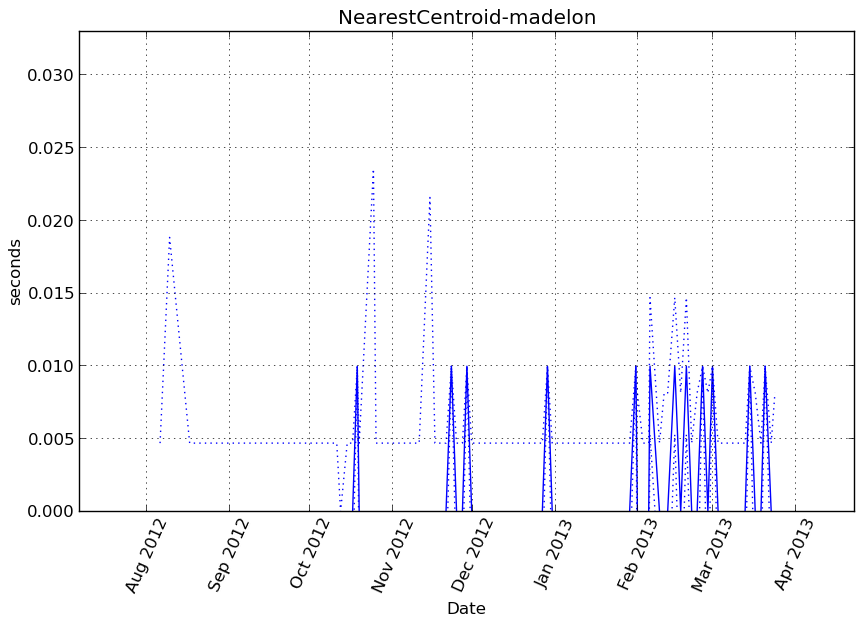 NearestCentroid-madelon
0.030
0.025
0.020
0.015
0.010
0.005
0.000
seconds
Aug 2012
Sep 2012
Oct 2012
Nov 2012
Dec 2012
Jan 2013
Feb 2013
Mar 2013
Apr 2013
Date